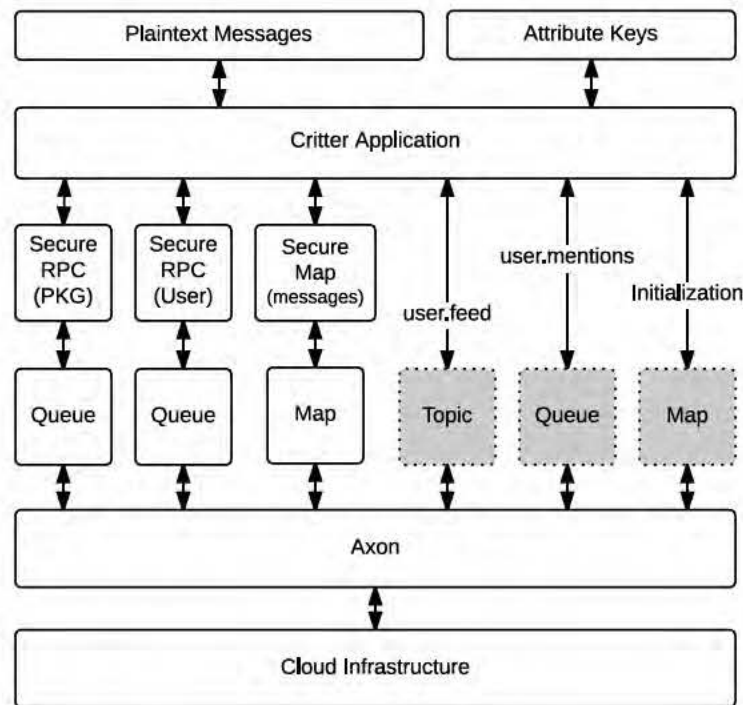 Plaintext Messages
Attribute Keys
Critter Application
Secure
RPC
(PKG)
Secure
RPC
(User)
Secure
Map
(messages)
user.feed
user.mentions
Initialization
Queue
Queue
Map
Topic
Queue
Map
Axon
Cloud Infrastructure